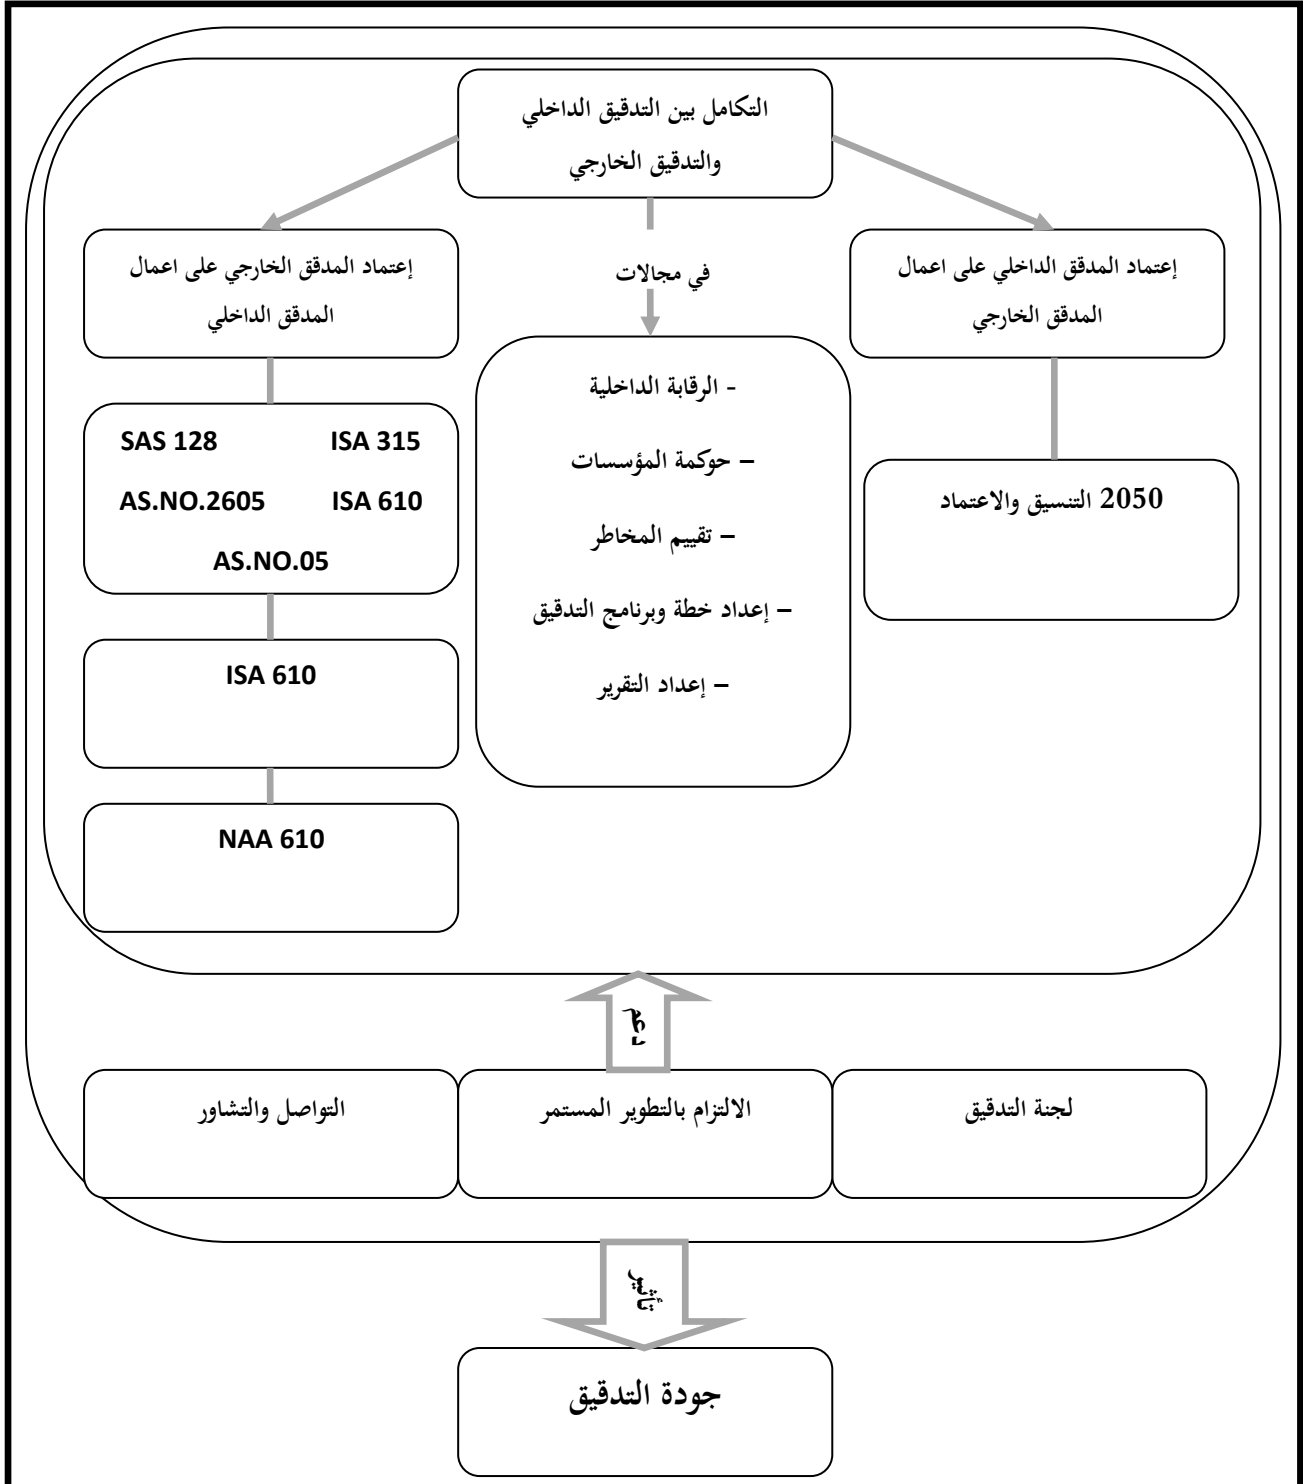 التكامل بين التدقيق الداخلي
والتدقيق الخارجي
إعتماد المدقق الداخلي على اعمال
المدقق الخارجي
في مجالات
إعتماد المدقق الخارجي على اعمال
المدقق الداخلي
2050 التنسيق والاعتماد
- الرقابة الداخلية
– حوكمة المؤسسات
– تقييم المخاطر
– إعداد خطة وبرنامج التدقيق
– إعداد التقرير
SAS 128 ISA 315
AS.NO.2605 ISA 610
AS.NO.05
ISA 610
NAA 610
دعم
لجنة التدقيق
الالتزام بالتطوير المستمر
التواصل والتشاور
تأثير
جودة التدقيق